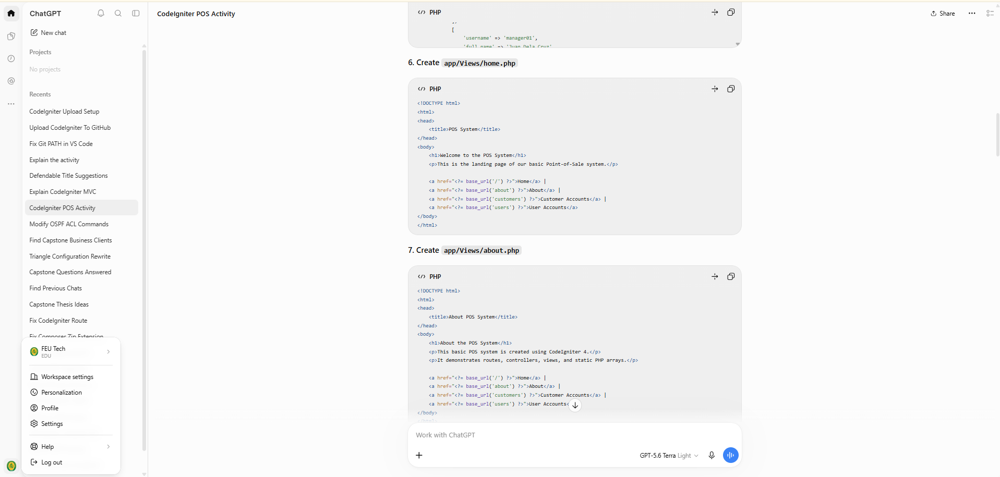 ChatGPT
New chat
Projects
No projects
Recents
CodeIgniter Upload Setup
Upload CodeIgniter To GitHub
Fix Git PATH in VS Code
Explain the activity
Defendable Title Suggestions
Explain CodeIgniter MVC
CodeIgniter POS Activity
Modify OSPF ACL Commands
Find Capstone Business Clients
Triangle Configuration Rewrite
Capstone Questions Answered
Find Previous Chats
Capstone Thesis Ideas
Fix CodeIgniter Route
Fix Composer Zip Extension
FEU Tech
EDU
Workspace settings
Personalization
Profile
Settings
Help
Log out
CodeIgniter POS Activity
Share
PHP
],
[
'username' => 'manager01',
'full_name' => 'Juan Dela Cruz'
6. Create app/Views/home.php
PHP
<!DOCTYPE html>
<html>
<head>
<title>POS System</title>
</head>
<body>
<h1>Welcome to the POS System</h1>
<p>This is the landing page of our basic Point-of-Sale system.</p>
<a href="<?= base_url('/') ?>">Home</a> |
<a href="<?= base_url('about') ?>">About</a> |
<a href="<?= base_url('customers') ?>">Customer Accounts</a> |
<a href="<?= base_url('users') ?>">User Accounts</a>
</body>
</html>
7. Create app/Views/about.php
PHP
<!DOCTYPE html>
<html>
<head>
<title>About POS System</title>
</head>
<body>
<h1>About the POS System</h1>
<p>This basic POS system is created using CodeIgniter 4.</p>
<p>It demonstrates routes, controllers, views, and static PHP arrays.</p>
<a href="<?= base_url('/') ?>">Home</a> |
<a href="<?= base_url('about') ?>">About</a> |
<a href="<?= base_url('customers') ?>">Customer Accounts</a> |
<a href="<?= base_url('users') ?>">User Accounts<
</body>
</html>
Work with ChatGPT
GPT-5.6 Terra Light